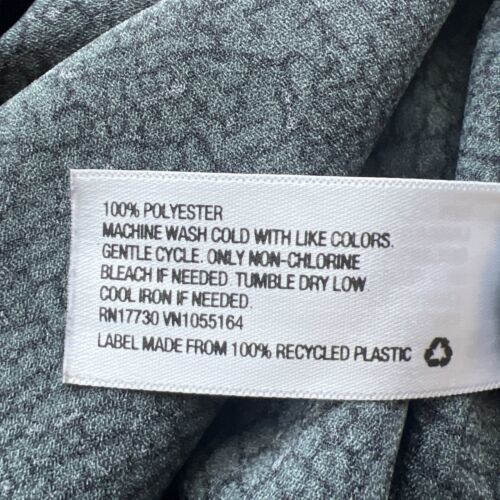 100% POLYESTER
MACHINE WASH COLD WITH LIKE COLORS.
GENTLE CYCLE. ONLY NON-CHLORINE
BLEACH IF NEEDED. TUMBLE DRY LOW.
COOL IRON IF NEEDED.
RN17730 VN1055164
LABEL MADE FROM 100% RECYCLED PLASTIC